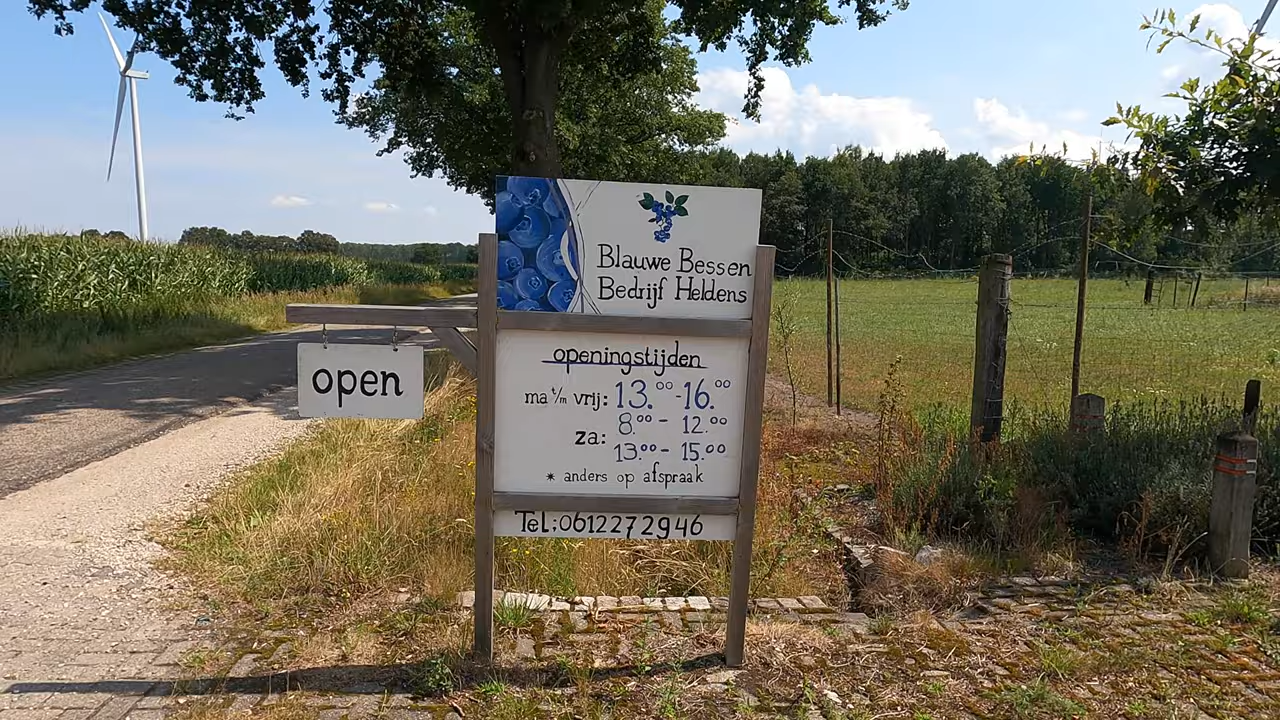 Blauwe Bessen
Bedrijf Heldens
open
openingstijden
ma t/m vrij: 13.⁰⁰ - 16.⁰⁰
8.⁰⁰ - 12.⁰⁰
za:
13.⁰⁰ - 15.⁰⁰
* anders op afspraak
Tel:0612272946